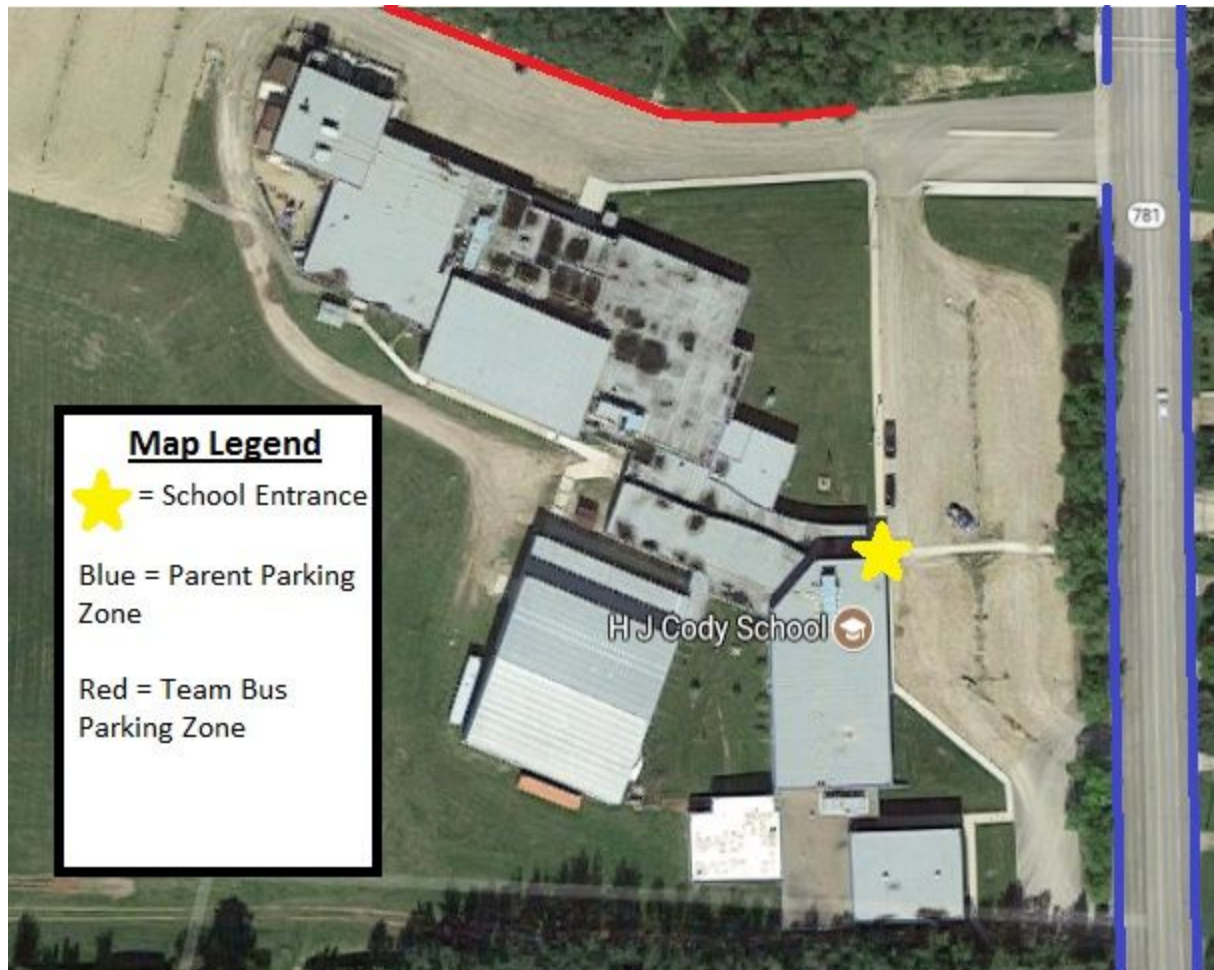 781
Map Legend
= School Entrance
Blue = Parent Parking
Zone
Red = Team Bus
Parking Zone
H J Cody School